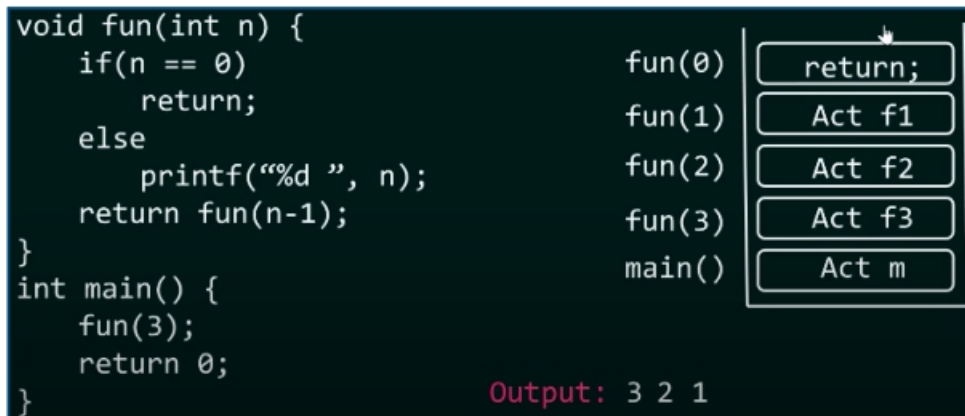 void fun(int n) {
    if(n == 0)
        return;
    else
        printf(“%d ”, n);
    return fun(n-1);
}
int main() {
    fun(3);
    return 0;
}
fun(0) return;
fun(1) Act f1
fun(2) Act f2
fun(3) Act f3
main() Act m
Output: 3 2 1